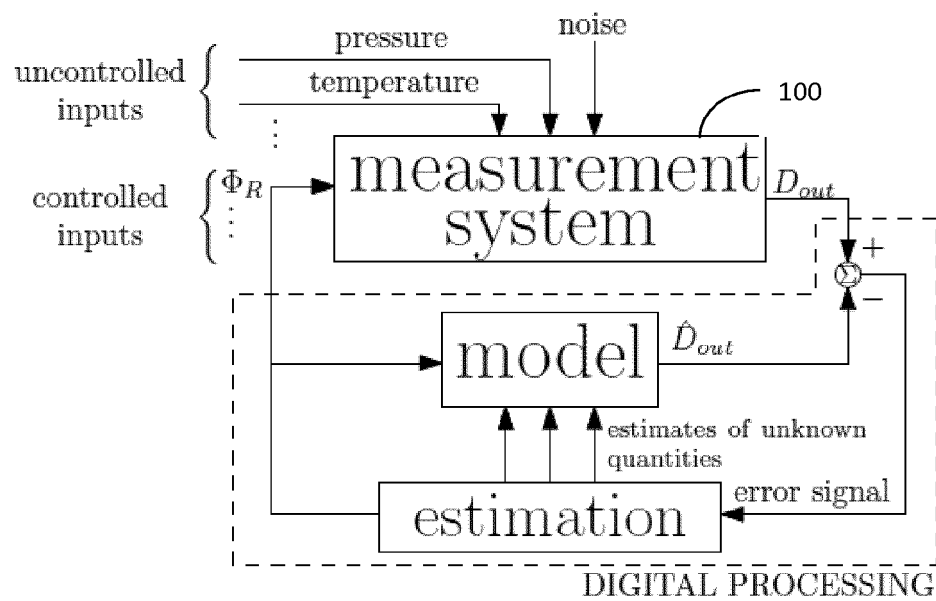 noise
pressure
uncontrolled
inputs
temperature
100
⋮
measurement
system
controlled
inputs
Φ_R
⋮
D_out
+
Σ
−
model
D̂_out
estimates of unknown
quantities
estimation
error signal
DIGITAL PROCESSING